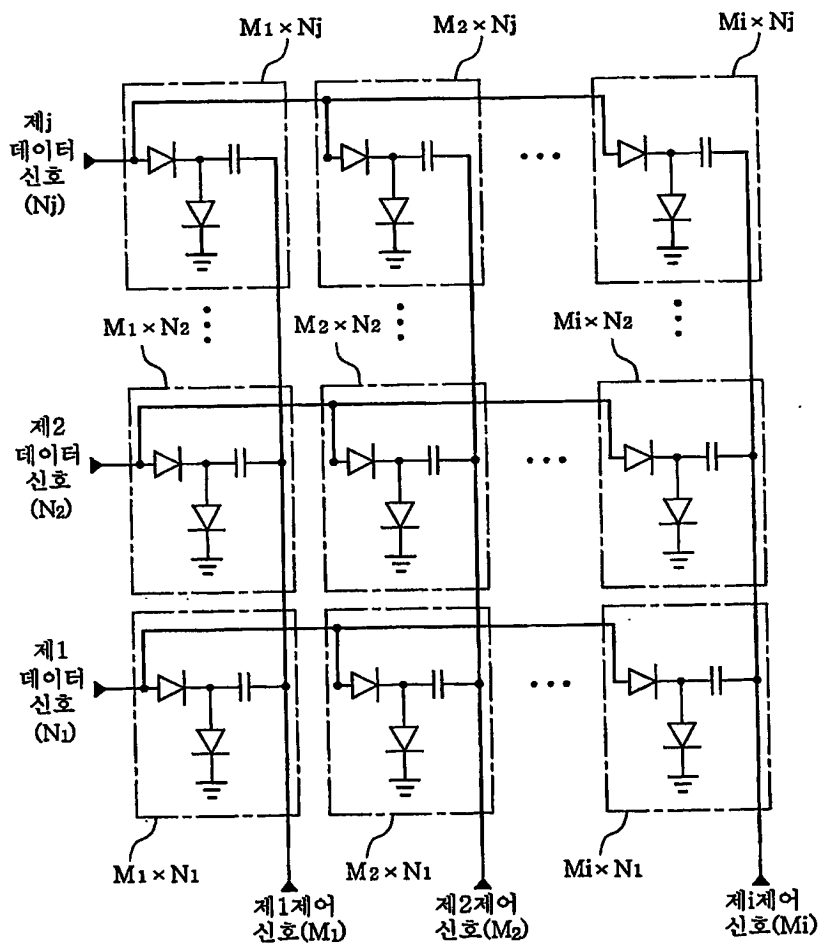 M1×Nj
M2×Nj
Mi×Nj
제j
데이터
신호
(Nj)
M1×N2
M2×N2
Mi×N2
제2
데이터
신호
(N2)
제1
데이터
신호
(N1)
M1×N1
M2×N1
Mi×N1
제1제어
신호(M1)
제2제어
신호(M2)
제i제어
신호(Mi)